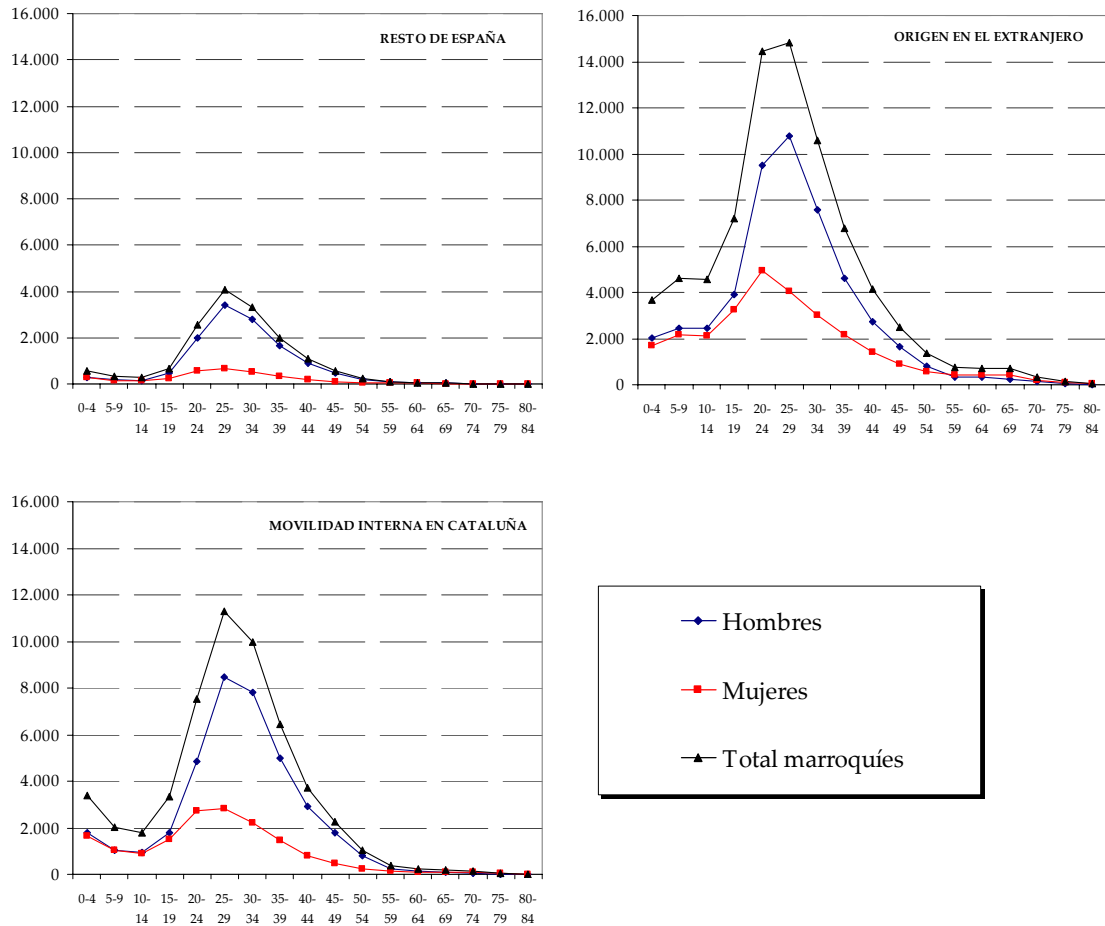 RESTO DE ESPAÑA
16.000
14.000
12.000
10.000
8.000
6.000
4.000
2.000
0
0-4 5-9 10- 15- 20- 25- 30- 35- 40- 45- 50- 55- 60- 65- 70- 75- 80-
14 19 24 29 34 39 44 49 54 59 64 69 74 79 84
ORIGEN EN EL EXTRANJERO
16.000
14.000
12.000
10.000
8.000
6.000
4.000
2.000
0
0-4 5-9 10- 15- 20- 25- 30- 35- 40- 45- 50- 55- 60- 65- 70- 75- 80-
14 19 24 29 34 39 44 49 54 59 64 69 74 79 84
MOVILIDAD INTERNA EN CATALUÑA
16.000
14.000
12.000
10.000
8.000
6.000
4.000
2.000
0
0-4 5-9 10- 15- 20- 25- 30- 35- 40- 45- 50- 55- 60- 65- 70- 75- 80-
14 19 24 29 34 39 44 49 54 59 64 69 74 79 84
Hombres
Mujeres
Total marroquíes